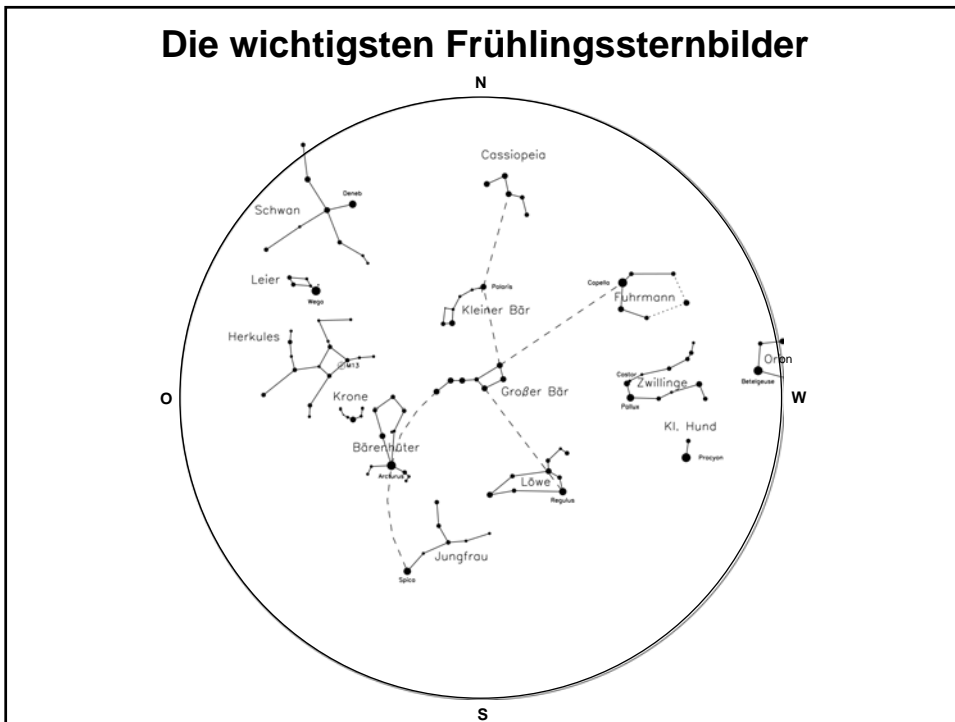 Die wichtigsten Frühlingssternbilder
N
Cassiopeia
Deneb
Schwan
Leier
Wega
Polaris
Kleiner Bär
Capella
Fuhrmann
Herkules
M13
Orion
Castor
Zwillinge
Betelgeuse
Großer Bär
Pollux
O
W
Krone
Kl. Hund
Bärenhüter
Procyon
Arcturus
Löwe
Regulus
Jungfrau
Spica
S